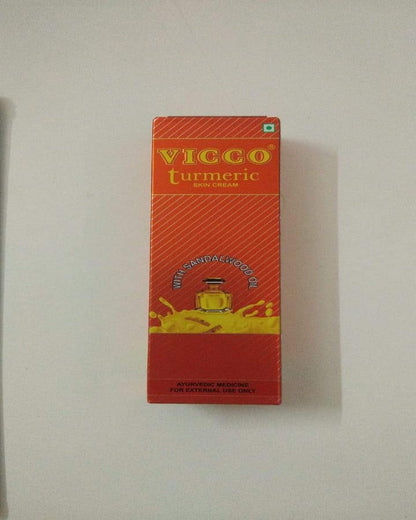 VICCO®
turmeric
SKIN CREAM
WITH SANDALWOOD OIL
AYURVEDIC MEDICINE
FOR EXTERNAL USE ONLY